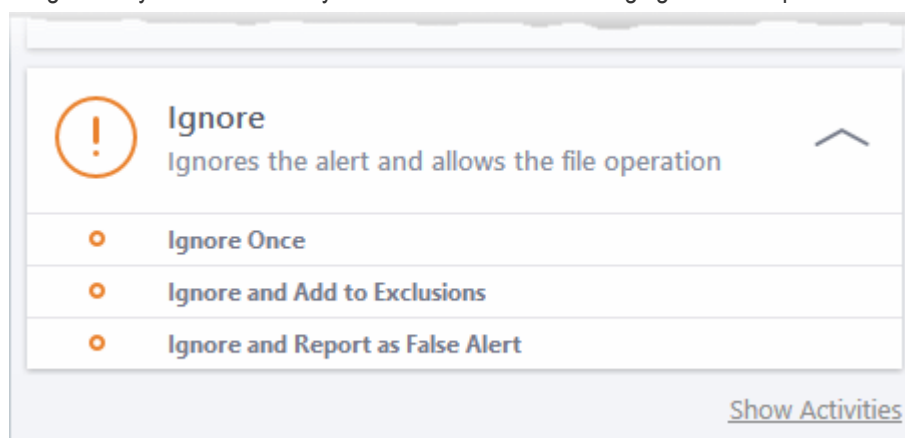 Ignore
Ignores the alert and allows the file operation
Ignore Once
Ignore and Add to Exclusions
Ignore and Report as False Alert
Show Activities